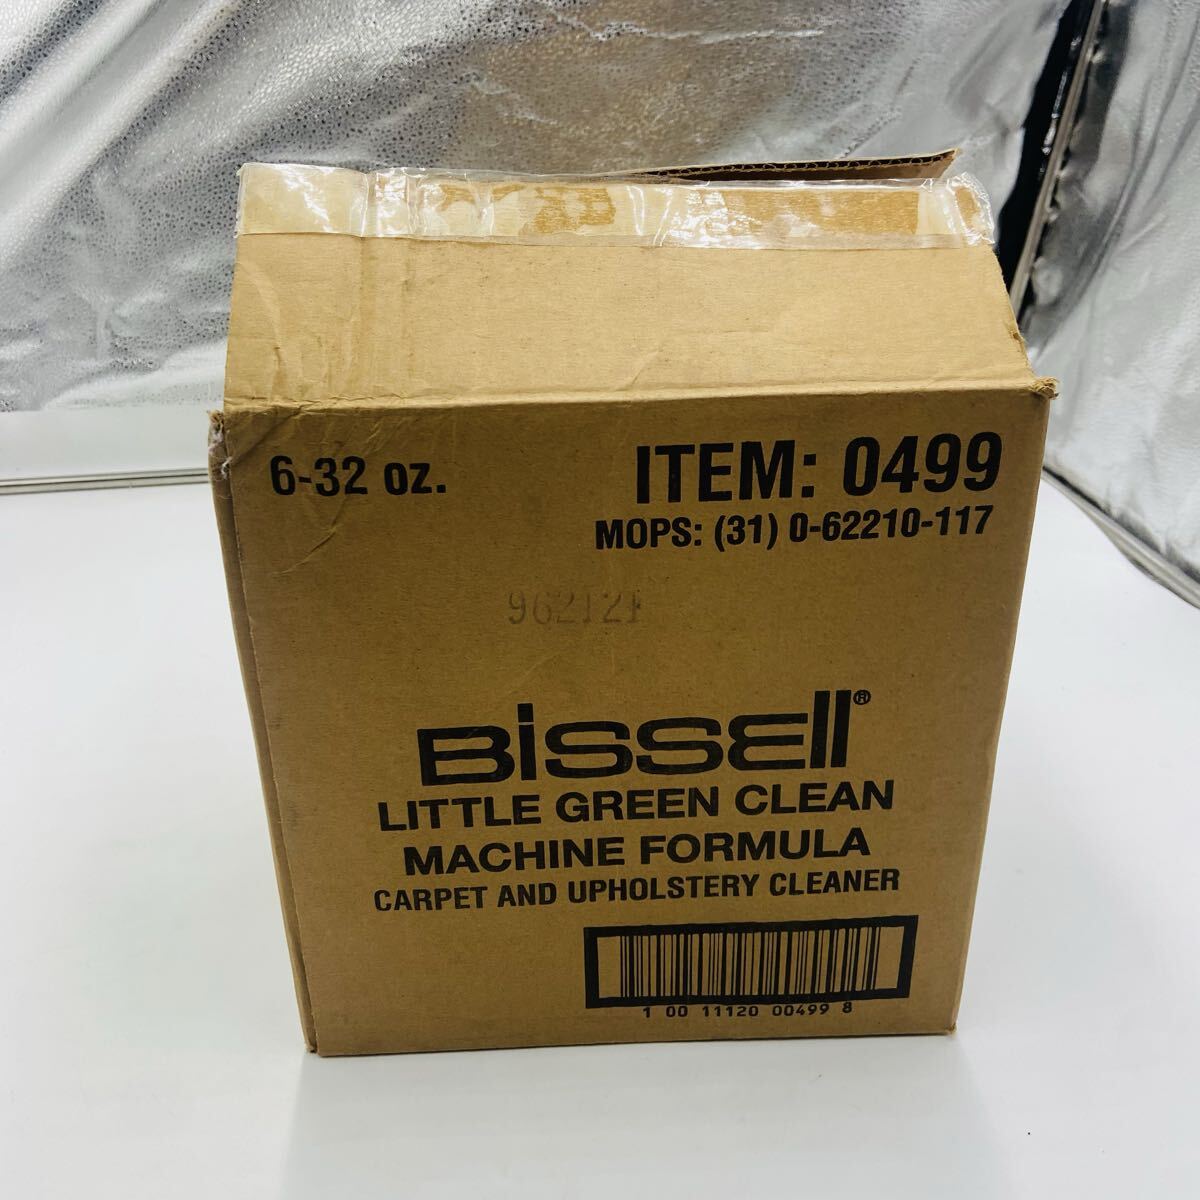 6-32 oz.
ITEM: 0499
MOPS: (31) 0-62210-117
BISSELL®
LITTLE GREEN CLEAN
MACHINE FORMULA
CARPET AND UPHOLSTERY CLEANER
1 00 11120 00499 8